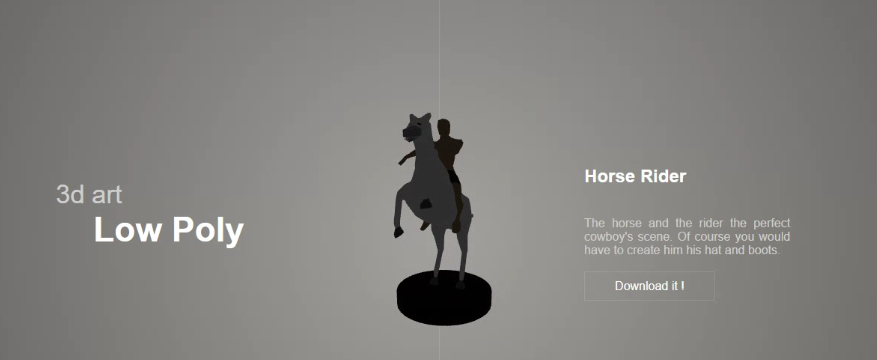 3d art
Low Poly
Horse Rider
The horse and the rider the perfect
cowboy's scene. Of course you would
have to create him his hat and boots.
Download it !